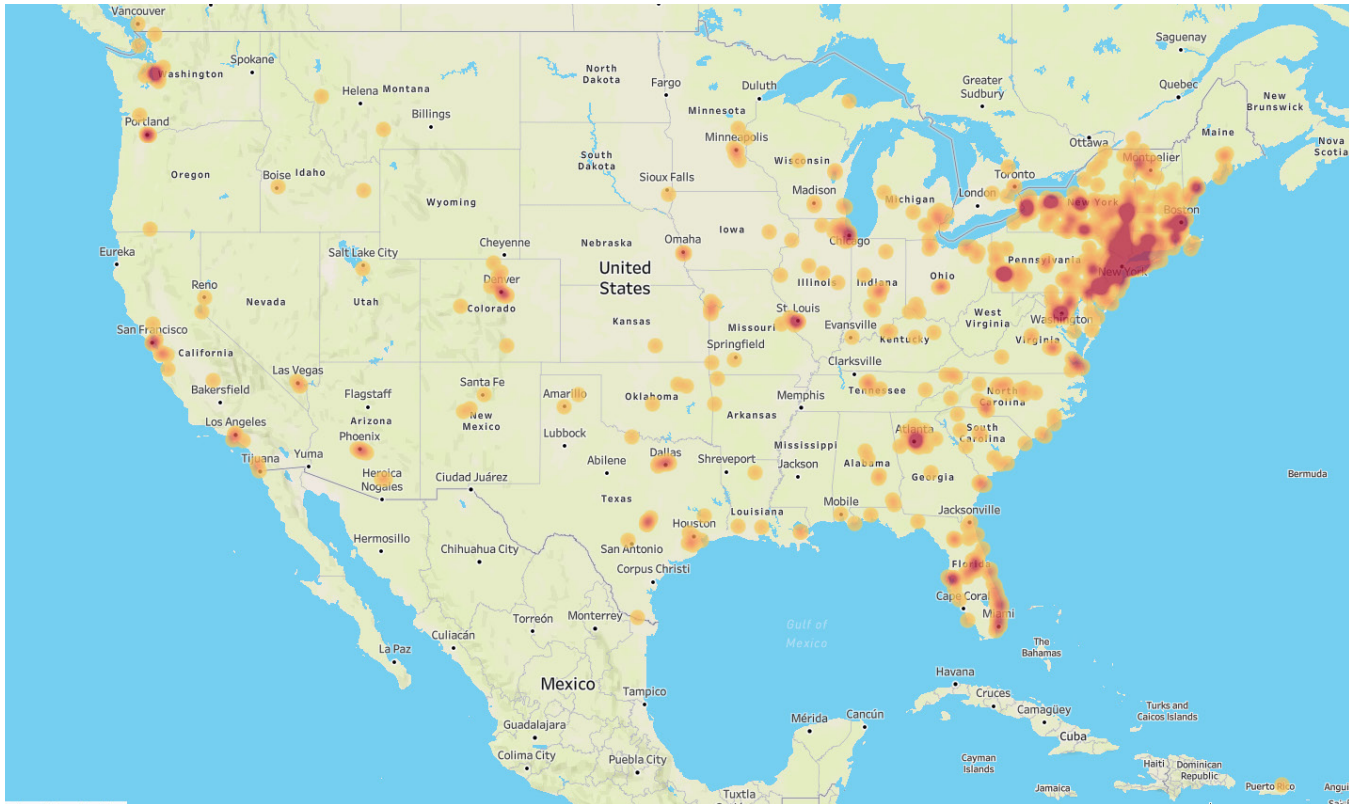 Vancouver
Saguenay
Spokane
Washington
North
Dakota
Fargo
Duluth
Greater
Sudbury
Quebec
New
Brunswick
Helena
Montana
Billings
Minnesota
Portland
Minneapolis
Ottawa
Montpelier
Maine
Nova
Scotia
Oregon
Boise
Idaho
South
Dakota
Sioux Falls
Wisconsin
Madison
Michigan
Toronto
London
New York
Boston
Wyoming
Eureka
Salt Lake City
Cheyenne
Nebraska
Omaha
Iowa
Chicago
Pennsylvania
New York
Reno
Nevada
Utah
Denver
Colorado
United
States
Illinois
Indiana
Ohio
San Francisco
California
Kansas
Missouri
St. Louis
Evansville
Kentucky
West
Virginia
Washington
Virginia
Springfield
Clarksville
Las Vegas
Bakersfield
Flagstaff
Santa Fe
New
Mexico
Amarillo
Oklahoma
Arkansas
Memphis
Tennessee
North
Carolina
Los Angeles
Arizona
Phoenix
Lubbock
Mississippi
Atlanta
South
Carolina
Tijuana
Yuma
Heroica
Nogales
Ciudad Juárez
Abilene
Dallas
Shreveport
Jackson
Alabama
Georgia
Bermuda
Texas
Louisiana
Mobile
Jacksonville
Hermosillo
Chihuahua City
San Antonio
Houston
Corpus Christi
Florida
Cape Coral
Miami
Torreón
Monterrey
Gulf of
Mexico
Culiacán
La Paz
The
Bahamas
Mexico
Tampico
Havana
Cruces
Camagüey
Cuba
Turks and
Caicos Islands
Guadalajara
Mérida
Cancún
Colima City
Puebla City
Cayman
Islands
Haiti
Dominican
Republic
Jamaica
Puerto Rico
Tuxtla